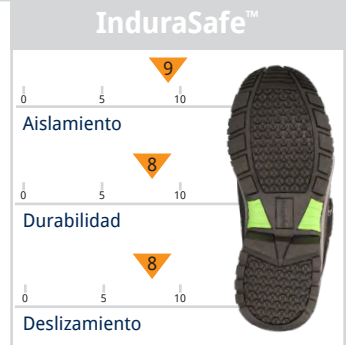 InduraSafe™
9
0 5 10
Aislamiento
8
0 5 10
Durabilidad
8
0 5 10
Deslizamiento